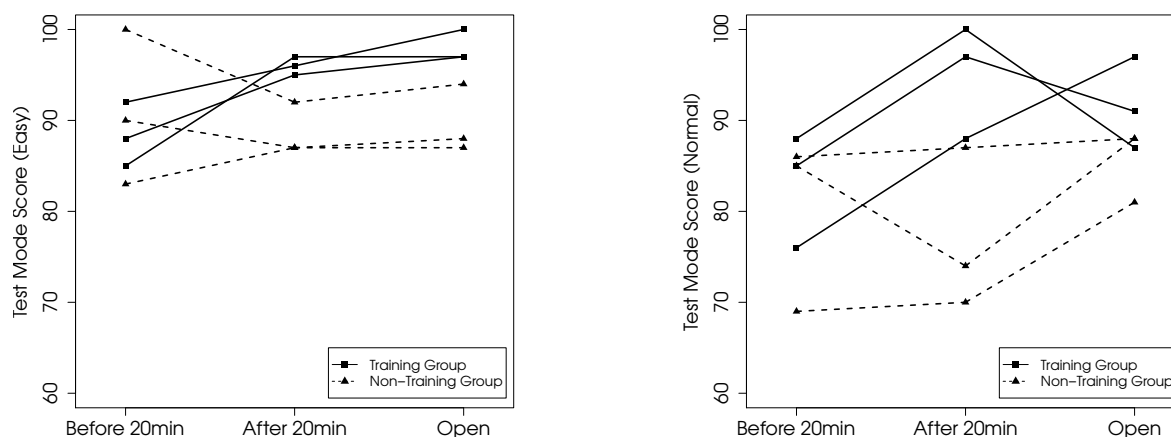 Test Mode Score (Easy)
100
90
80
70
60
Before 20min
After 20min
Open
Training Group
Non−Training Group
Test Mode Score (Normal)
100
90
80
70
60
Before 20min
After 20min
Open
Training Group
Non−Training Group